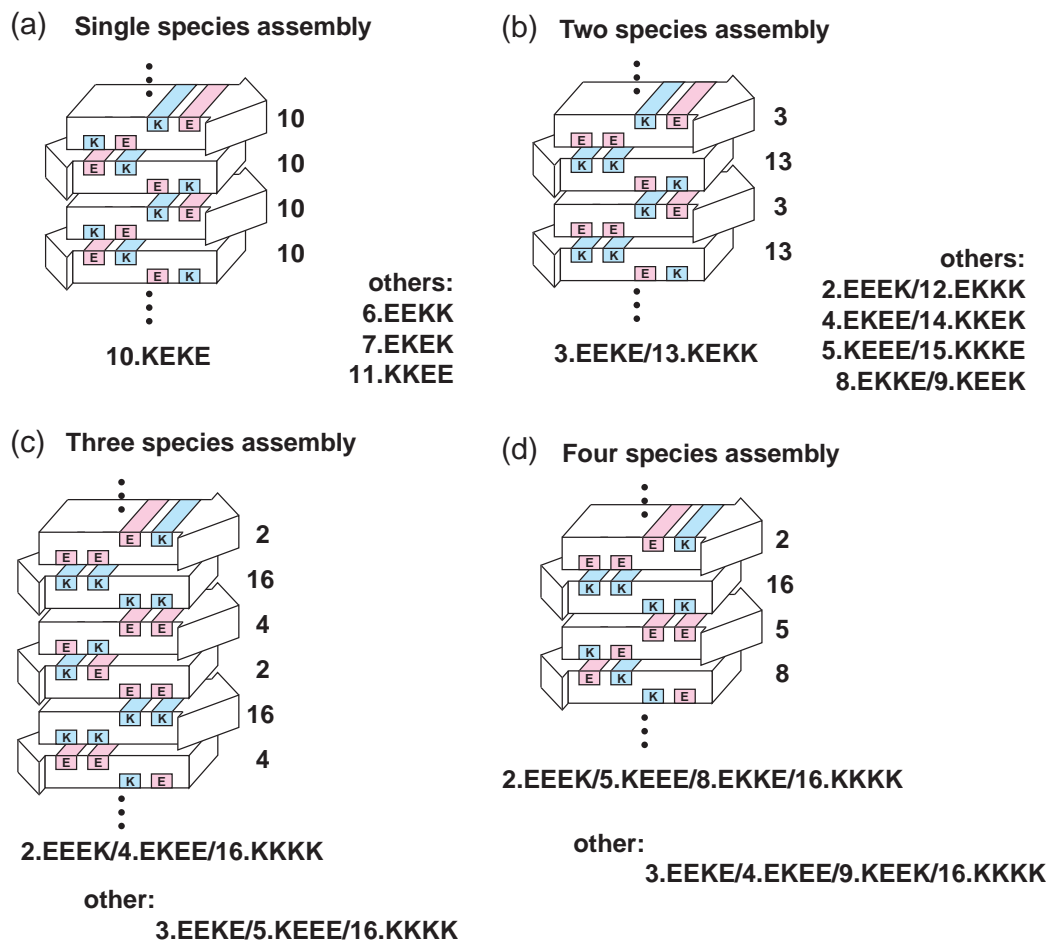 (a) Single species assembly
K E 10
K E
E K 10
E K
K E 10
K E
E K 10
E K
10.KEKE
others:
6.EEKK
7.EKEK
11.KKEE
(b) Two species assembly
K E 3
E E
K K 13
E K
K E 3
E E
K K 13
E K
3.EEKE/13.KEKK
others:
2.EEEK/12.EKKK
4.EKEE/14.KKEK
5.KEEE/15.KKKE
8.EKKE/9.KEEK
(c) Three species assembly
E K 2
E E
K K 16
K K
E E 4
E K
K E 2
E E
K K 16
K K
E E 4
K E
2.EEEK/4.EKEE/16.KKKK
other:
3.EEKE/5.KEEE/16.KKKK
(d) Four species assembly
E K 2
E E
K K 16
K K
E E 5
K E
E K 8
K E
2.EEEK/5.KEEE/8.EKKE/16.KKKK
other:
3.EEKE/4.EKEE/9.KEEK/16.KKKK